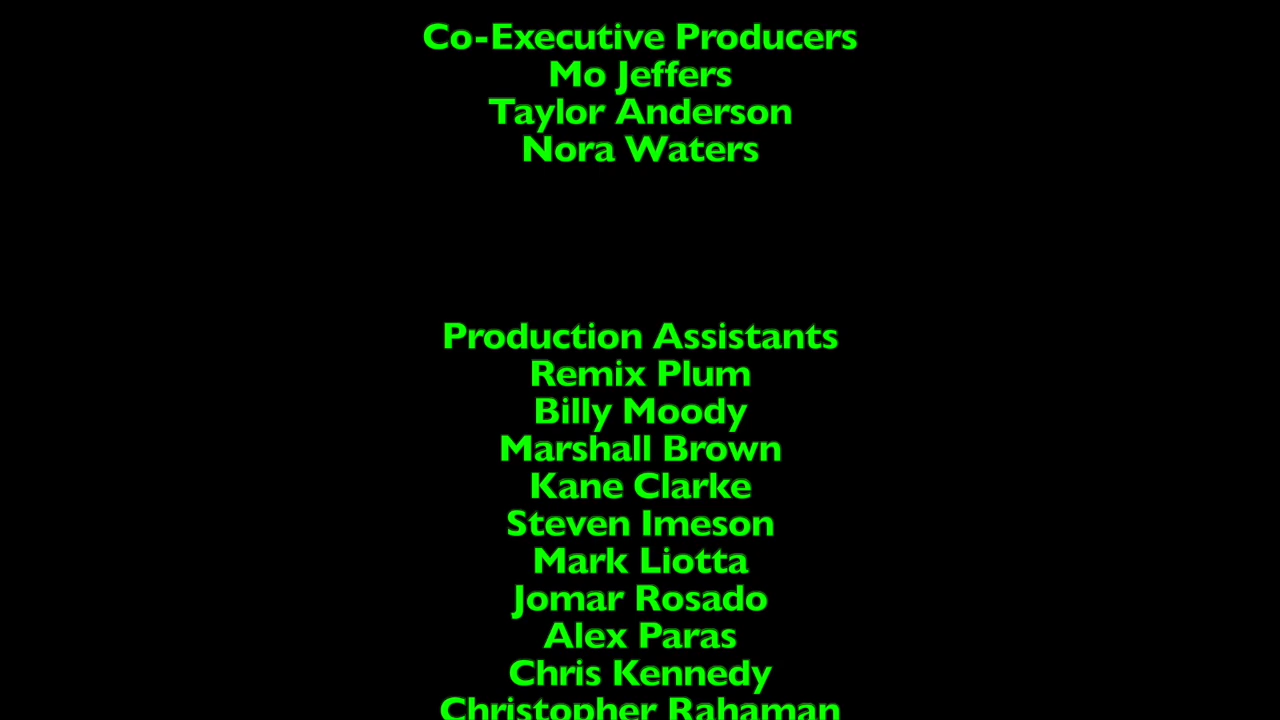 Co-Executive Producers
Mo Jeffers
Taylor Anderson
Nora Waters
Production Assistants
Remix Plum
Billy Moody
Marshall Brown
Kane Clarke
Steven Imeson
Mark Liotta
Jomar Rosado
Alex Paras
Chris Kennedy
Christopher Rahaman